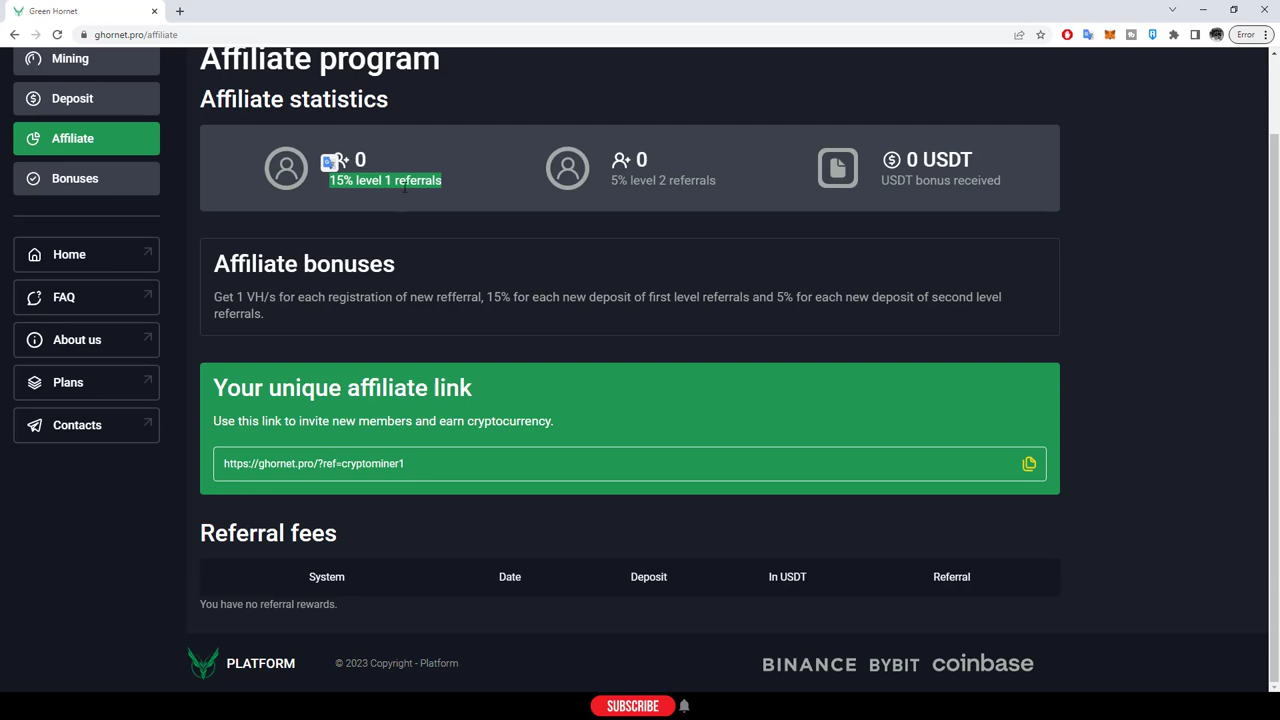 Green Hornet
ghornet.pro/affiliate
Error
Mining
Deposit
Affiliate
Bonuses
Home
FAQ
About us
Plans
Contacts
Affiliate program
Affiliate statistics
0
15% level 1 referrals
0
5% level 2 referrals
0 USDT
USDT bonus received
Affiliate bonuses
Get 1 VH/s for each registration of new refferral, 15% for each new deposit of first level referrals and 5% for each new deposit of second level
referrals.
Your unique affiliate link
Use this link to invite new members and earn cryptocurrency.
https://ghornet.pro/?ref=cryptominer1
Referral fees
System Date Deposit In USDT Referral
You have no referral rewards.
PLATFORM
© 2023 Copyright - Platform
BINANCE BYBIT coinbase
SUBSCRIBE